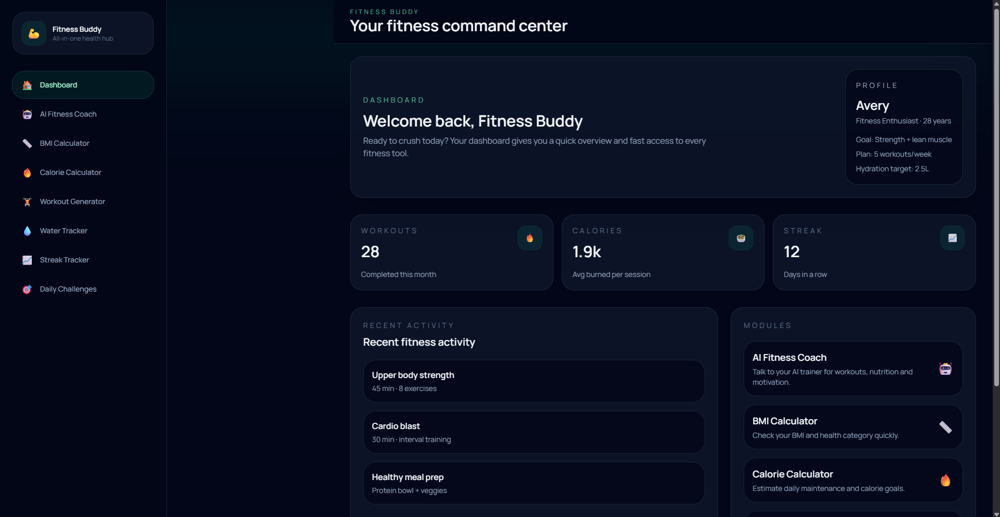 Fitness Buddy
All-in-one health hub
Dashboard
AI Fitness Coach
BMI Calculator
Calorie Calculator
Workout Generator
Water Tracker
Streak Tracker
Daily Challenges
FITNESS BUDDY
Your fitness command center
DASHBOARD
Welcome back, Fitness Buddy
Ready to crush today? Your dashboard gives you a quick overview and fast access to every
fitness tool.
PROFILE
Avery
Fitness Enthusiast · 28 years
Goal: Strength + lean muscle
Plan: 5 workouts/week
Hydration target: 2.5L
WORKOUTS
28
Completed this month
CALORIES
1.9k
Avg burned per session
STREAK
12
Days in a row
RECENT ACTIVITY
Recent fitness activity
Upper body strength
45 min · 8 exercises
Cardio blast
30 min · interval training
Healthy meal prep
Protein bowl + veggies
MODULES
AI Fitness Coach
Talk to your AI trainer for workouts, nutrition and
motivation.
BMI Calculator
Check your BMI and health category quickly.
Calorie Calculator
Estimate daily maintenance and calorie goals.